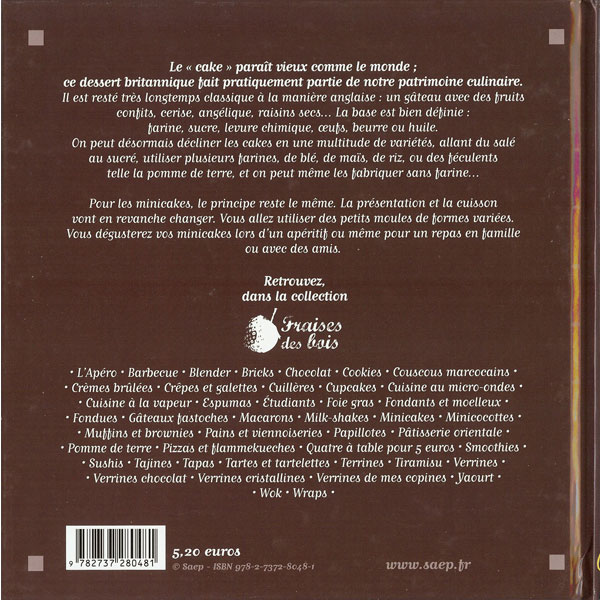 Le « cake » paraît vieux comme le monde ;
ce dessert britannique fait pratiquement partie de notre patrimoine culinaire.
Il est resté très longtemps classique à la manière anglaise : un gâteau avec des fruits
confits, cerise, angélique, raisins secs... La base est bien définie :
farine, sucre, levure chimique, œufs, beurre ou huile.
On peut désormais décliner les cakes en une multitude de variétés, allant du salé
au sucré, utiliser plusieurs farines, de blé, de maïs, de riz, ou des féculents
telle la pomme de terre, et on peut même les fabriquer sans farine...
Pour les minicakes, le principe reste le même. La présentation et la cuisson
vont en revanche changer. Vous allez utiliser des petits moules de formes variées.
Vous dégusterez vos minicakes lors d'un apéritif ou même pour un repas en famille
ou avec des amis.
Retrouvez,
dans la collection
Fraises
des bois
• L'Apéro • Barbecue • Blender • Bricks • Chocolat • Cookies • Couscous marcocains •
• Crèmes brûlées • Crêpes et galettes • Cuillères • Cupcakes • Cuisine au micro-ondes •
• Cuisine à la vapeur • Espumas • Étudiants • Foie gras • Fondants et moelleux •
• Fondues • Gâteaux fastoches • Macarons • Milk-shakes • Minicakes • Minicocottes •
• Muffins et brownies • Pains et viennoiseries • Papillotes • Pâtisserie orientale •
• Pomme de terre • Pizzas et flammekueches • Quatre à table pour 5 euros • Smoothies •
• Sushis • Tajines • Tapas • Tartes et tartelettes • Terrines • Tiramisu • Verrines •
• Verrines chocolat • Verrines cristallines • Verrines de mes copines • Yaourt •
• Wok • Wraps •
5,20 euros
9 782737 280481
© Saep - ISBN 978-2-7372-8048-1
www.saep.fr